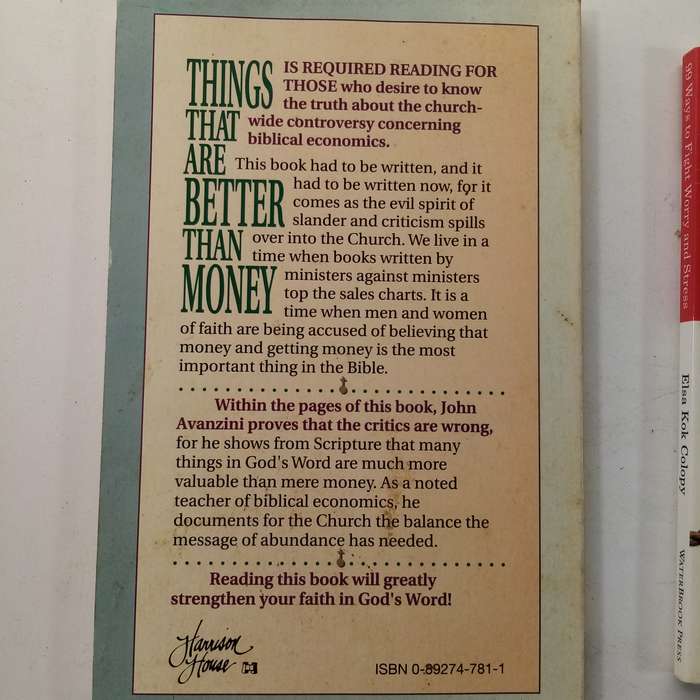 THINGS
THAT
ARE
BETTER
THAN
MONEY
IS REQUIRED READING FOR
THOSE who desire to know
the truth about the church-
wide controversy concerning
biblical economics.
This book had to be written, and it
had to be written now, for it
comes as the evil spirit of
slander and criticism spills
over into the Church. We live in a
time when books written by
ministers against ministers
top the sales charts. It is a
time when men and women
of faith are being accused of believing that
money and getting money is the most
important thing in the Bible.
Within the pages of this book, John
Avanzini proves that the critics are wrong,
for he shows from Scripture that many
things in God's Word are much more
valuable than mere money. As a noted
teacher of biblical economics, he
documents for the Church the balance the
message of abundance has needed.
Reading this book will greatly
strengthen your faith in God's Word!
Harrison
House
ISBN 0-89274-781-1
99 Ways to Fight Worry and Stress
Elsa Kok Colopy
WATERBROOK PRESS